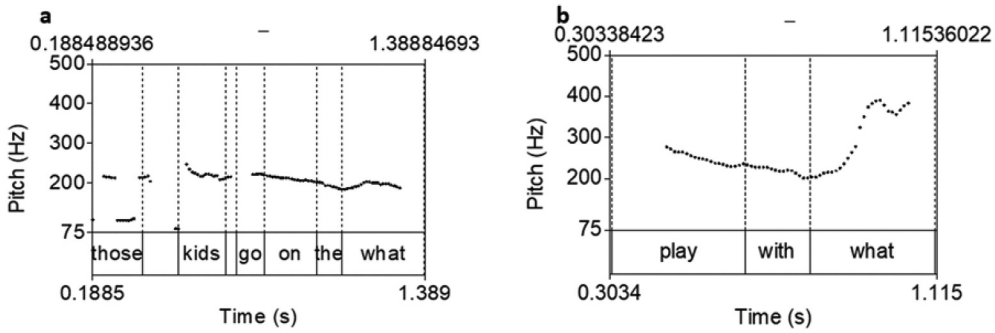 a
0.188488936 1.38884693
500
400
300
200
75
Pitch (Hz)
those kids go on the what
0.1885 1.389
Time (s)
b
0.30338423 1.11536022
500
400
300
200
75
Pitch (Hz)
play with what
0.3034 1.115
Time (s)